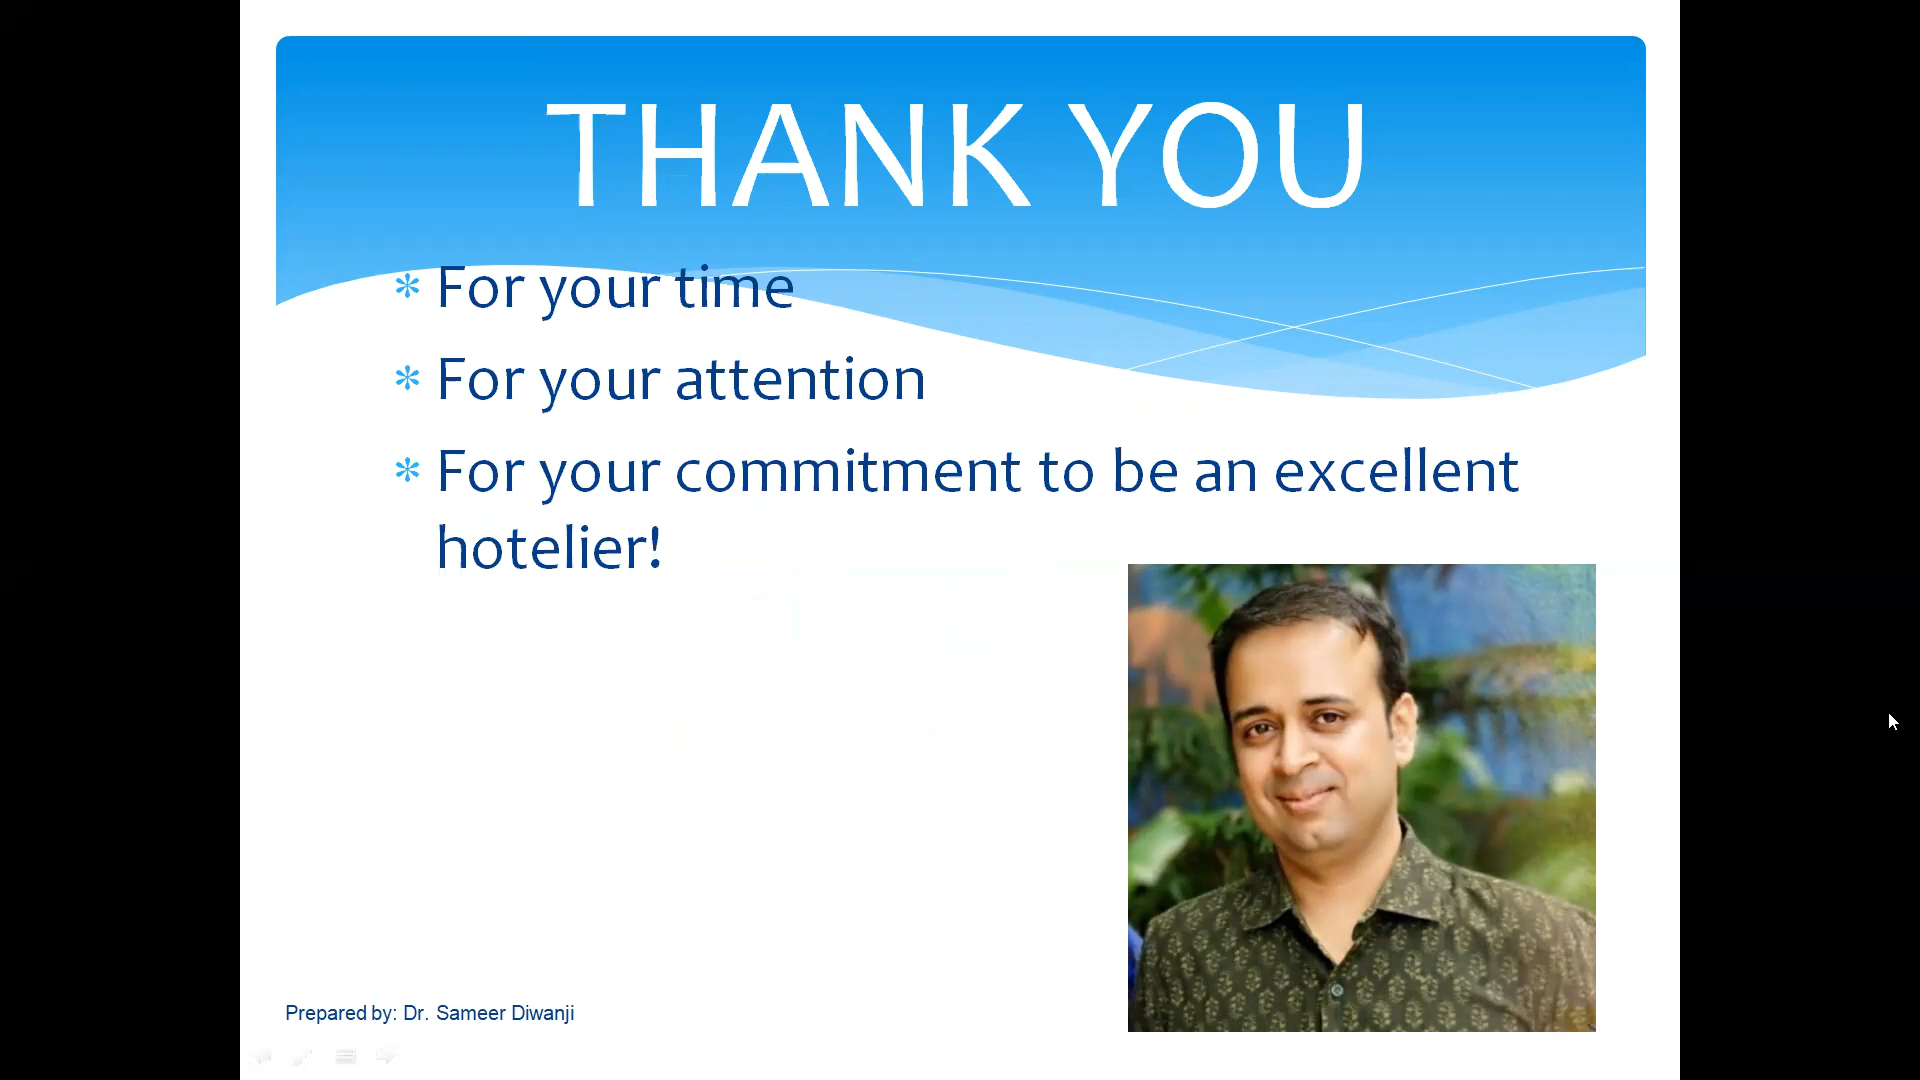 THANK YOU
For your time
For your attention
For your commitment to be an excellent
hotelier!
Prepared by: Dr. Sameer Diwanji